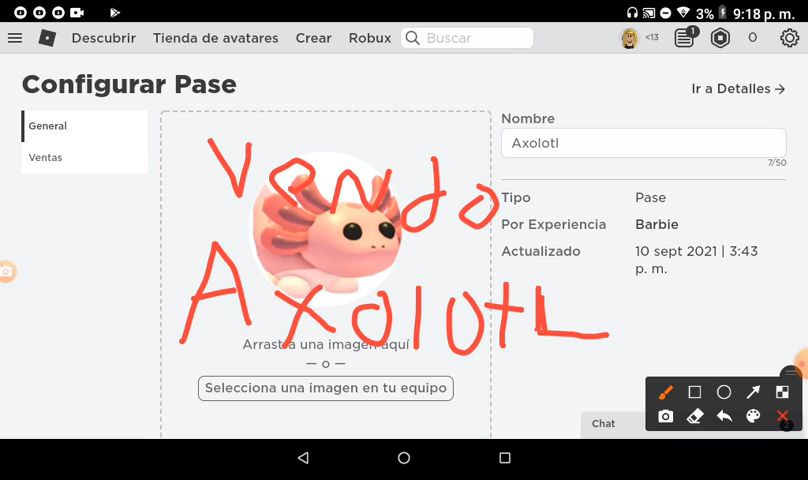 3% 9:18 p. m.
Descubrir Tienda de avatares Crear Robux Buscar <13 1 0
Configurar Pase
Ir a Detalles →
General
Ventas
Nombre
Axolotl
7/50
Tipo Pase
Por Experiencia Barbie
Actualizado 10 sept 2021 | 3:43 p. m.
Vendo
AxolotL
Arrastra una imagen aquí
— o —
Selecciona una imagen en tu equipo
Chat